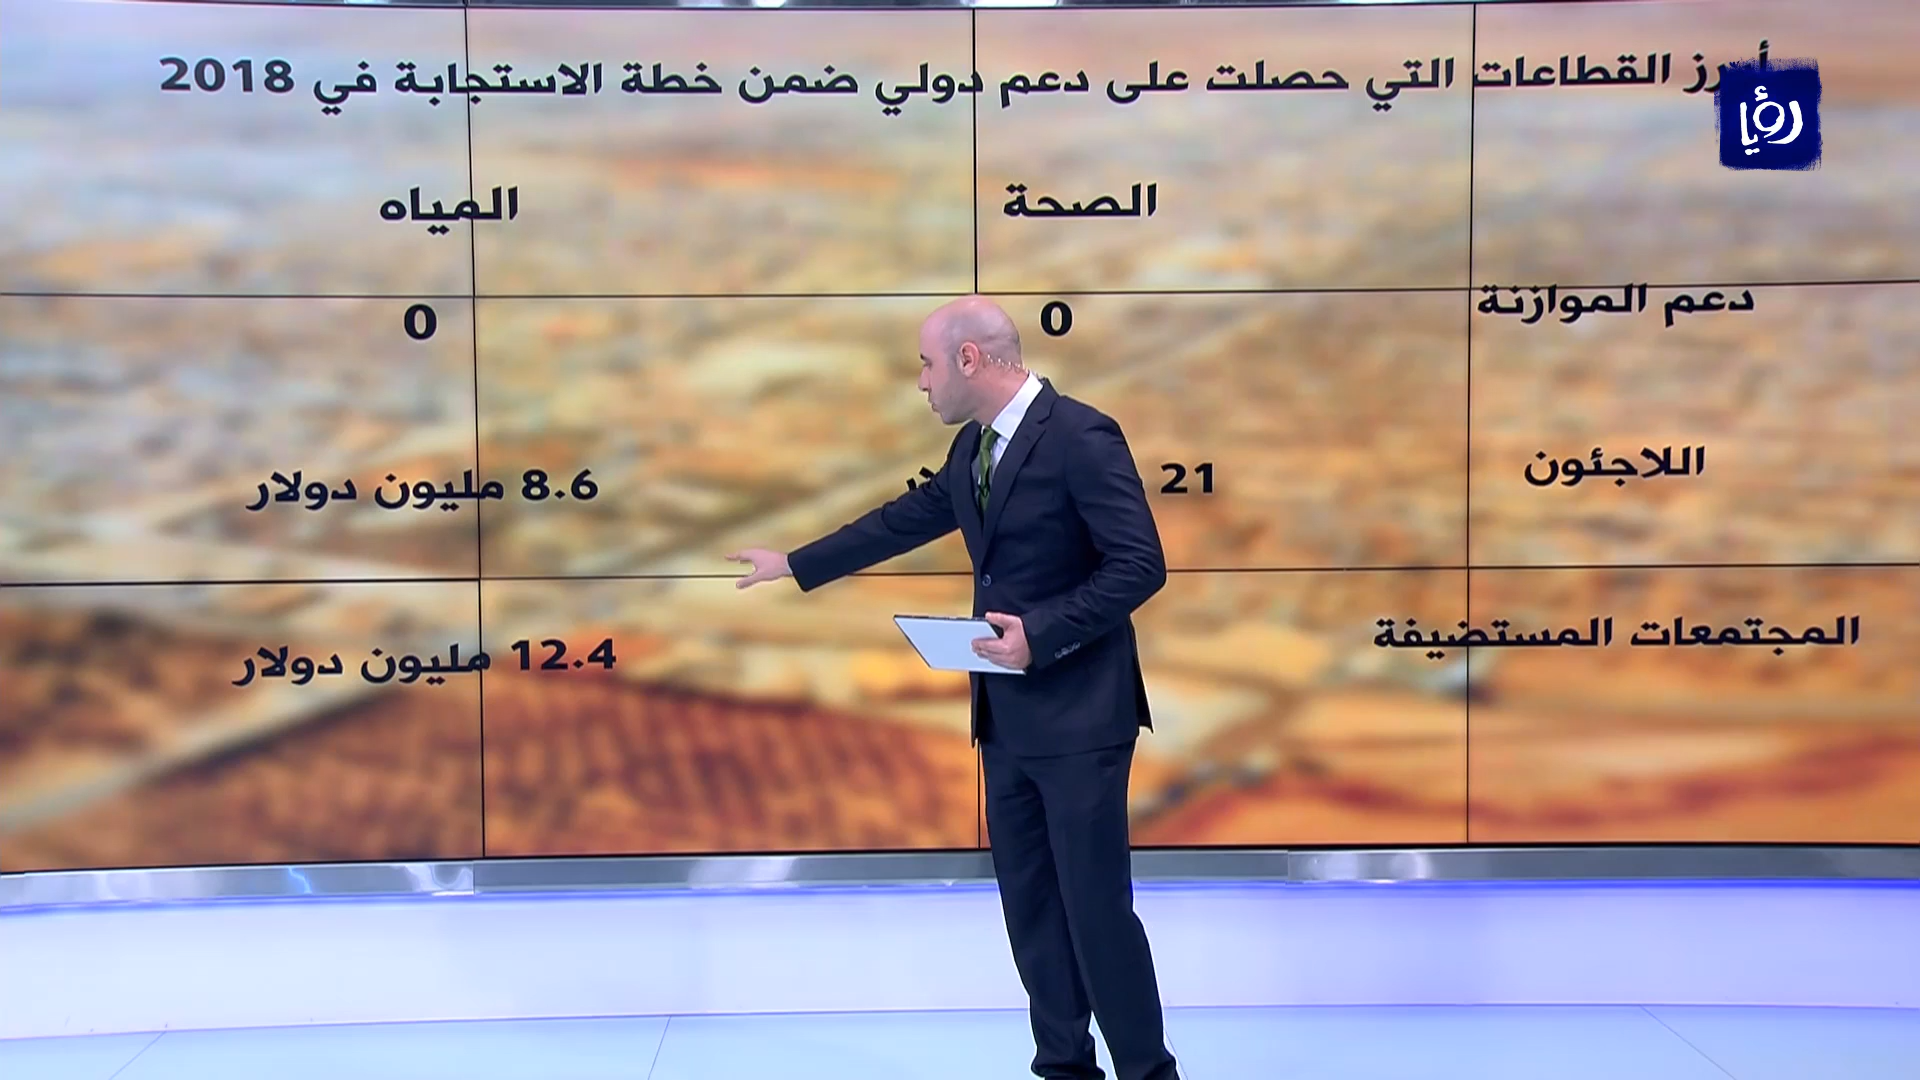 أبرز القطاعات التي حصلت على دعم دولي ضمن خطة الاستجابة في 2018
رؤيا
الصحة المياه
دعم الموازنة 0 0
اللاجئون 21 8.6 مليون دولار
المجتمعات المستضيفة 12.4 مليون دولار